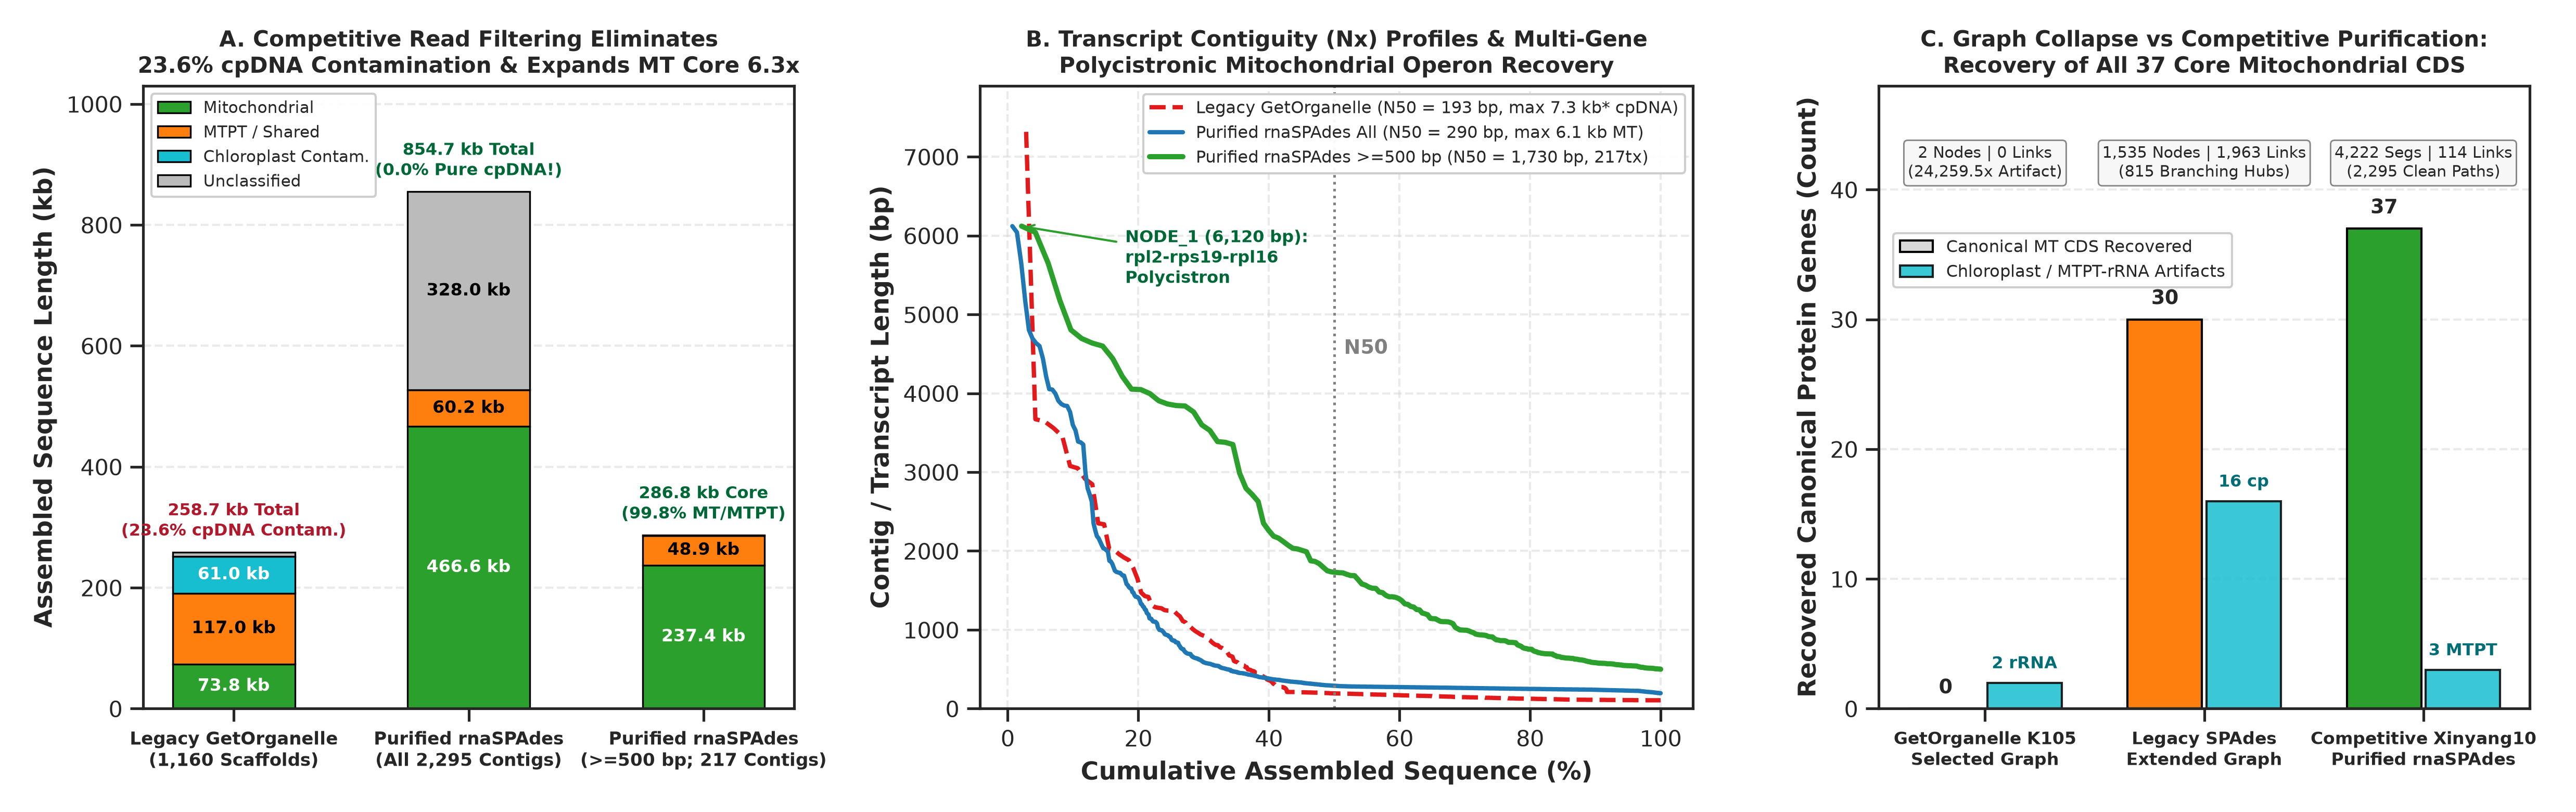 A. Competitive Read Filtering Eliminates
23.6% cpDNA Contamination & Expands MT Core 6.3x
Assembled Sequence Length (kb)
1000
800
600
400
200
0
Mitochondrial
MTPT / Shared
Chloroplast Contam.
Unclassified
854.7 kb Total
(0.0% Pure cpDNA!)
328.0 kb
60.2 kb
466.6 kb
258.7 kb Total
(23.6% cpDNA Contam.)
61.0 kb
117.0 kb
73.8 kb
286.8 kb Core
(99.8% MT/MTPT)
48.9 kb
237.4 kb
Legacy GetOrganelle
(1,160 Scaffolds)
Purified rnaSPAdes
(All 2,295 Contigs)
Purified rnaSPAdes
(>=500 bp; 217 Contigs)
B. Transcript Contiguity (Nx) Profiles & Multi-Gene
Polycistronic Mitochondrial Operon Recovery
Contig / Transcript Length (bp)
7000
6000
5000
4000
3000
2000
1000
0
Legacy GetOrganelle (N50 = 193 bp, max 7.3 kb* cpDNA)
Purified rnaSPAdes All (N50 = 290 bp, max 6.1 kb MT)
Purified rnaSPAdes >=500 bp (N50 = 1,730 bp, 217tx)
NODE_1 (6,120 bp):
rpl2-rps19-rpl16
Polycistron
N50
0
20
40
60
80
100
Cumulative Assembled Sequence (%)
C. Graph Collapse vs Competitive Purification:
Recovery of All 37 Core Mitochondrial CDS
Recovered Canonical Protein Genes (Count)
40
30
20
10
0
2 Nodes | 0 Links
(24,259.5x Artifact)
1,535 Nodes | 1,963 Links
(815 Branching Hubs)
4,222 Segs | 114 Links
(2,295 Clean Paths)
Canonical MT CDS Recovered
Chloroplast / MTPT-rRNA Artifacts
0
2 rRNA
30
16 cp
37
3 MTPT
GetOrganelle K105
Selected Graph
Legacy SPAdes
Extended Graph
Competitive Xinyang10
Purified rnaSPAdes